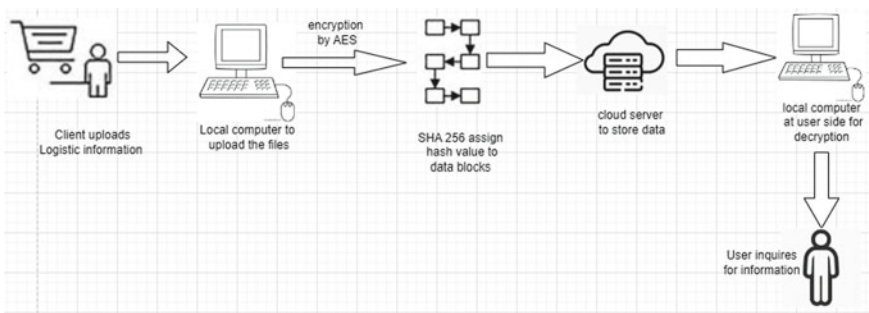 Client uploads
Logistic information
Local computer to
upload the files
encryption
by AES
SHA 256 assign
hash value to
data blocks
cloud server
to store data
local computer
at user side for
decryption
User inquires
for information